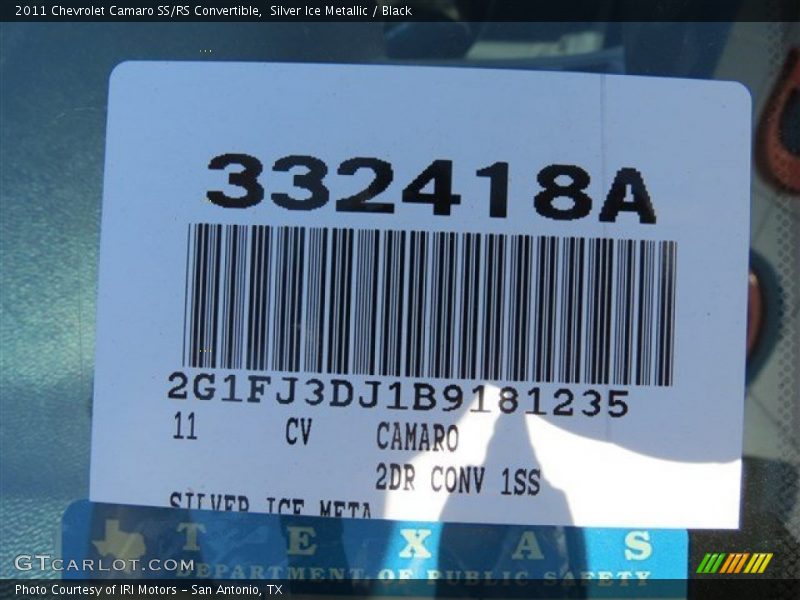 2011 Chevrolet Camaro SS/RS Convertible,  Silver Ice Metallic / Black
332418A
2G1FJ3DJ1B9181235
11 CV CAMARO
2DR CONV 1SS
SILVER ICE META
TEXAS
DEPARTMENT OF PUBLIC SAFETY
GTCARLOT.COM
Photo Courtesy of IRI Motors - San Antonio, TX